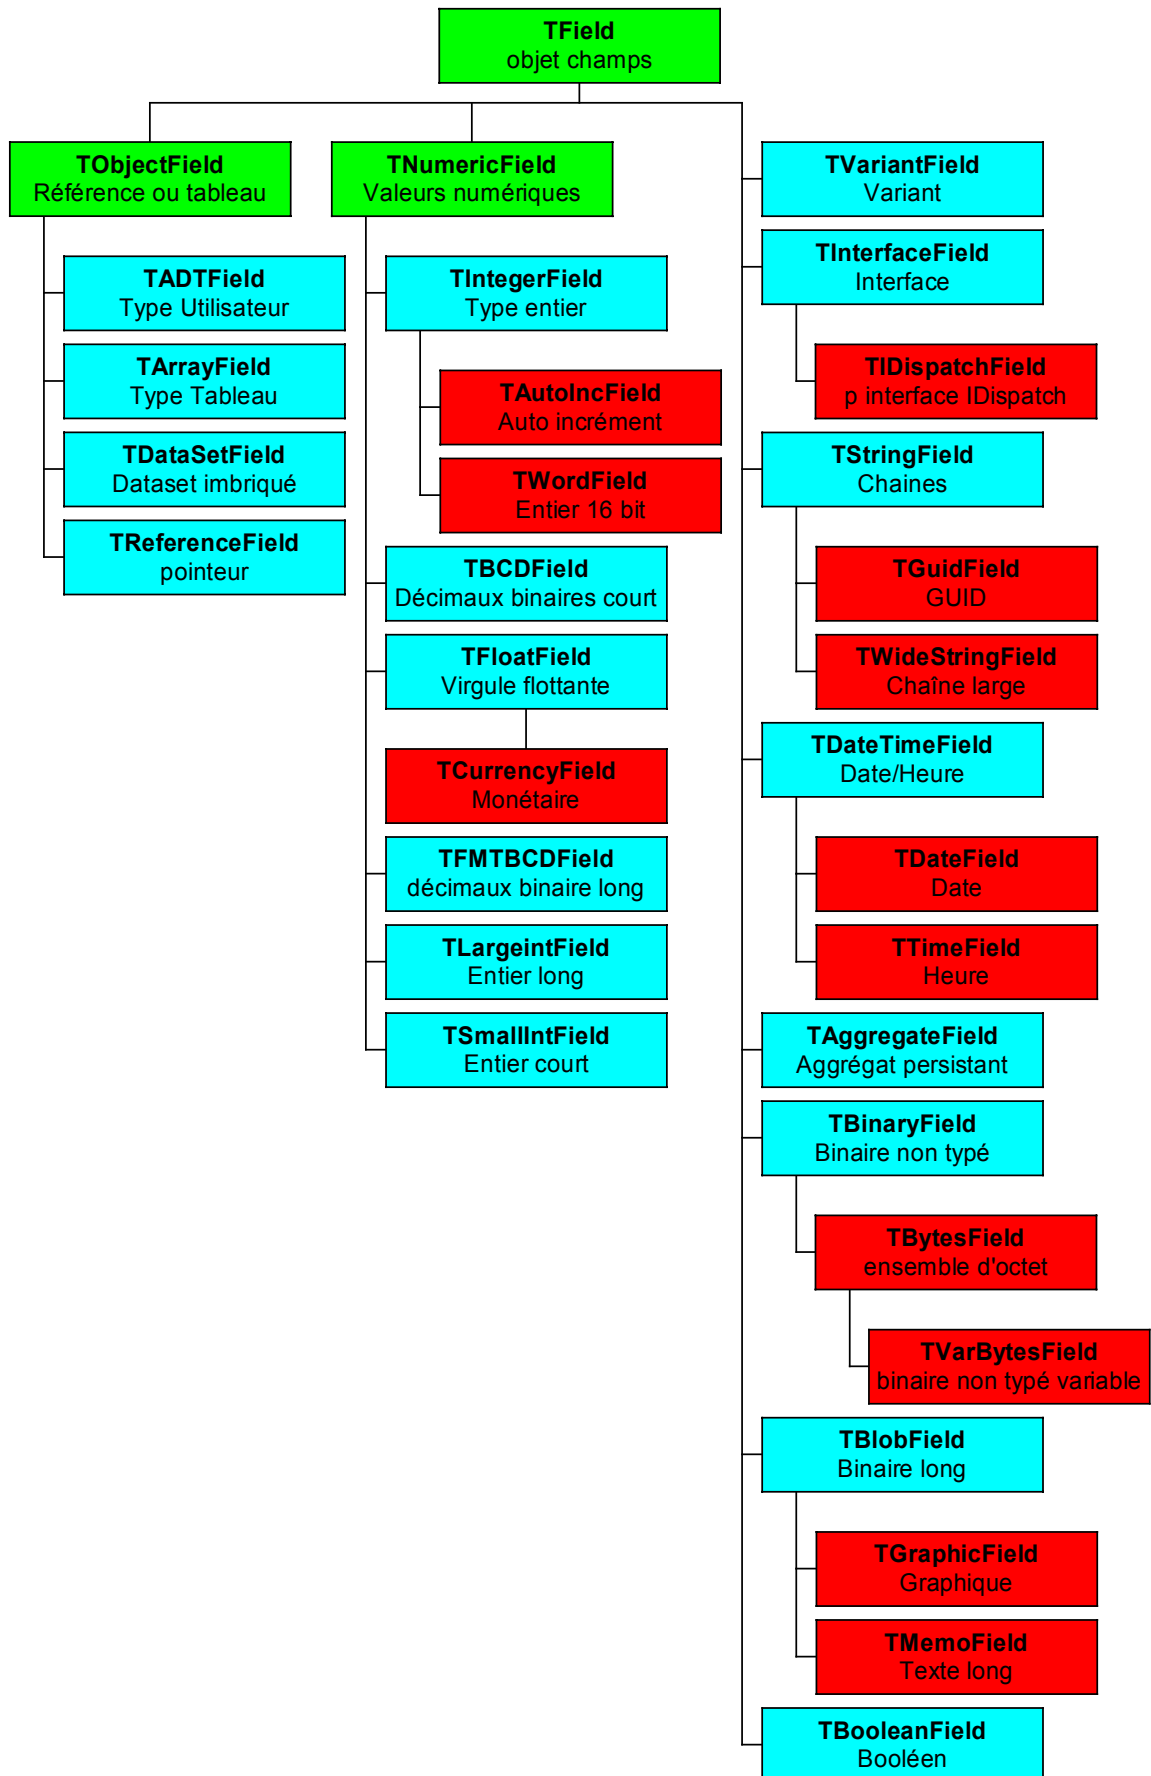 TField
objet champs
TObjectField
Référence ou tableau
TADTField
Type Utilisateur
TArrayField
Type Tableau
TDataSetField
Dataset imbriqué
TReferenceField
pointeur
TNumericField
Valeurs numériques
TIntegerField
Type entier
TAutoIncField
Auto incrément
TWordField
Entier 16 bit
TBCDField
Décimaux binaires court
TFloatField
Virgule flottante
TCurrencyField
Monétaire
TFMTBCDField
décimaux binaire long
TLargeintField
Entier long
TSmallIntField
Entier court
TVariantField
Variant
TInterfaceField
Interface
TIDispatchField
p interface IDispatch
TStringField
Chaines
TGuidField
GUID
TWideStringField
Chaîne large
TDateTimeField
Date/Heure
TDateField
Date
TTimeField
Heure
TAggregateField
Aggrégat persistant
TBinaryField
Binaire non typé
TBytesField
ensemble d'octet
TVarBytesField
binaire non typé variable
TBlobField
Binaire long
TGraphicField
Graphique
TMemoField
Texte long
TBooleanField
Booléen